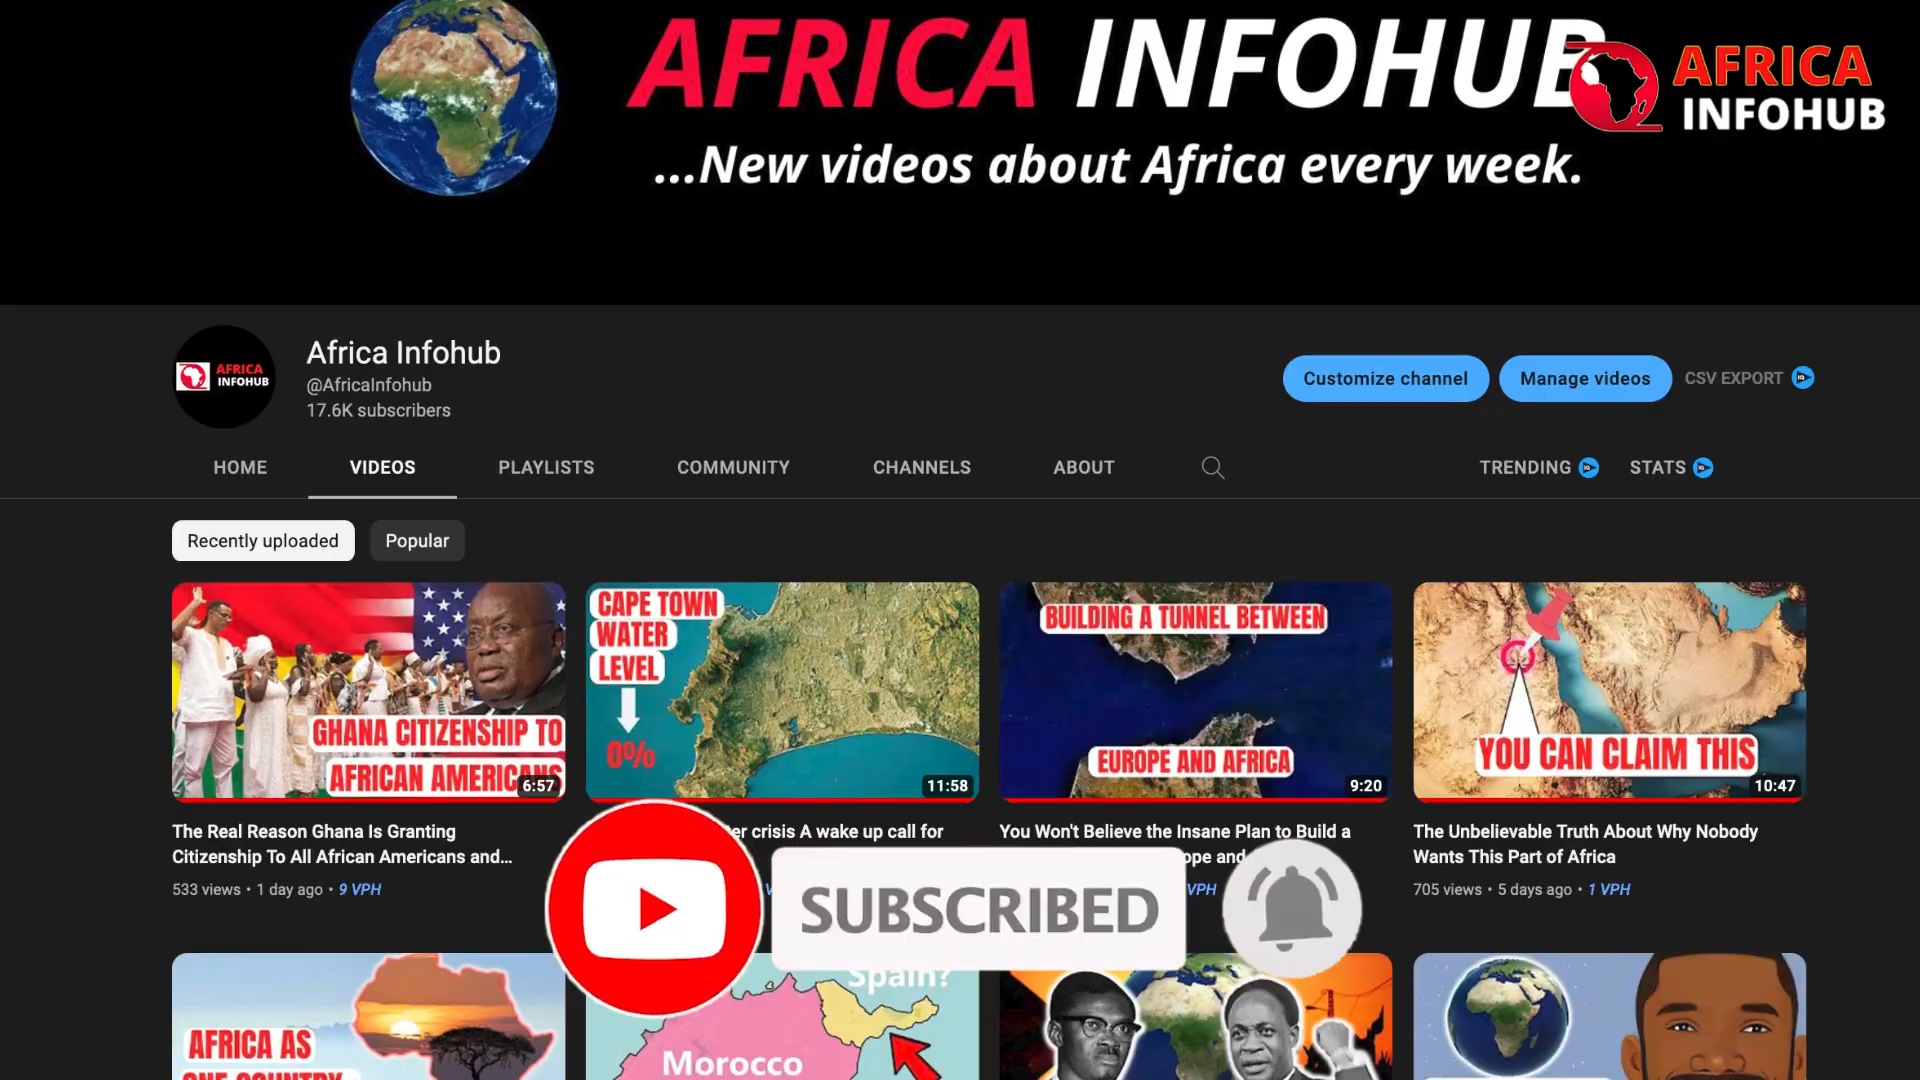 AFRICA INFOHUB
AFRICA
INFOHUB
...New videos about Africa every week.
AFRICA
INFOHUB
Africa Infohub
@AfricaInfohub
17.6K subscribers
Customize channel
Manage videos
CSV EXPORT
HOME
VIDEOS
PLAYLISTS
COMMUNITY
CHANNELS
ABOUT
TRENDING
STATS
Recently uploaded
Popular
GHANA CITIZENSHIP TO
AFRICAN AMERICANS
6:57
CAPE TOWN
WATER
LEVEL
0%
11:58
BUILDING A TUNNEL BETWEEN
EUROPE AND AFRICA
9:20
YOU CAN CLAIM THIS
10:47
The Real Reason Ghana Is Granting
Citizenship To All African Americans and...
533 views • 1 day ago • 9 VPH
crisis A wake up call for
You Won't Believe the Insane Plan to Build a
and
VPH
The Unbelievable Truth About Why Nobody
Wants This Part of Africa
705 views • 5 days ago • 1 VPH
SUBSCRIBED
AFRICA AS
ONE COUNTRY
Spain?
Morocco